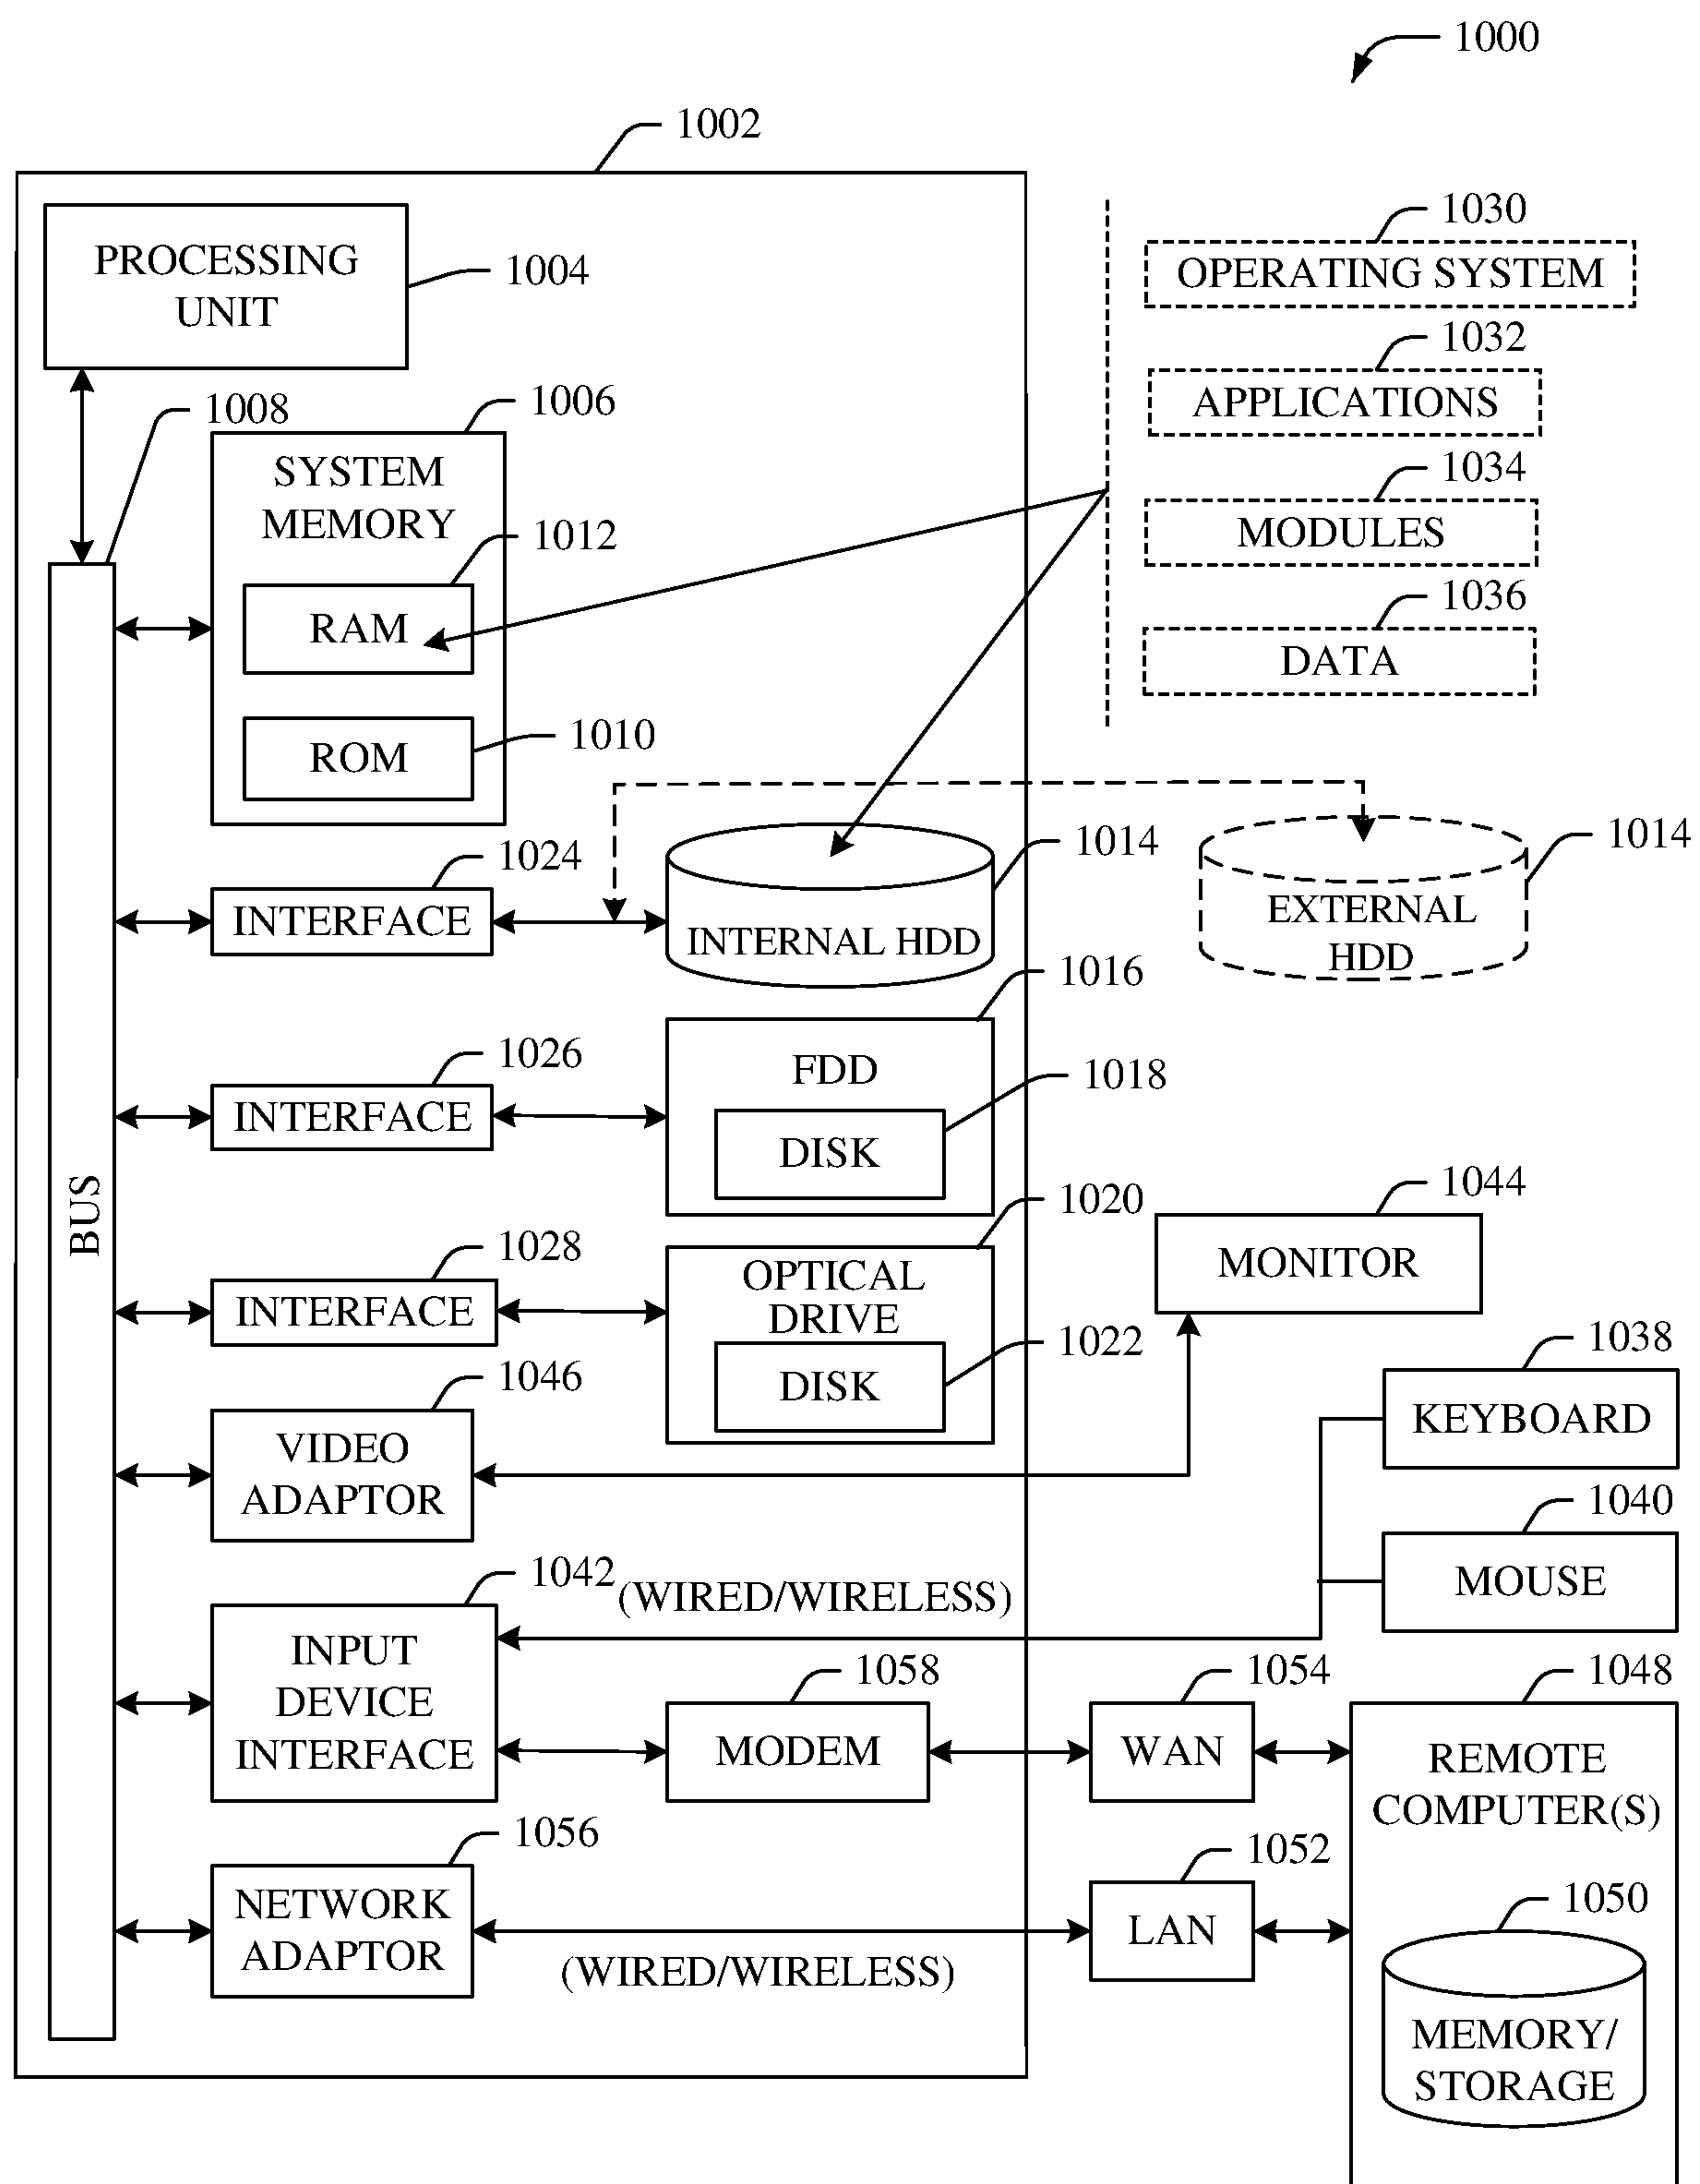 1000
1002
PROCESSING
UNIT
1004
1030
OPERATING SYSTEM
1032
APPLICATIONS
1034
MODULES
1036
DATA
1008
1006
SYSTEM
MEMORY
1012
RAM
1010
ROM
1024
INTERFACE
1014
INTERNAL HDD
1014
EXTERNAL
HDD
1026
INTERFACE
1016
FDD
1018
DISK
BUS
1028
INTERFACE
1020
OPTICAL
DRIVE
1022
DISK
1044
MONITOR
1046
VIDEO
ADAPTOR
1038
KEYBOARD
1040
MOUSE
1042
(WIRED/WIRELESS)
INPUT
DEVICE
INTERFACE
1058
MODEM
1054
WAN
1048
REMOTE
COMPUTER(S)
1056
NETWORK
ADAPTOR
(WIRED/WIRELESS)
1052
LAN
1050
MEMORY/
STORAGE